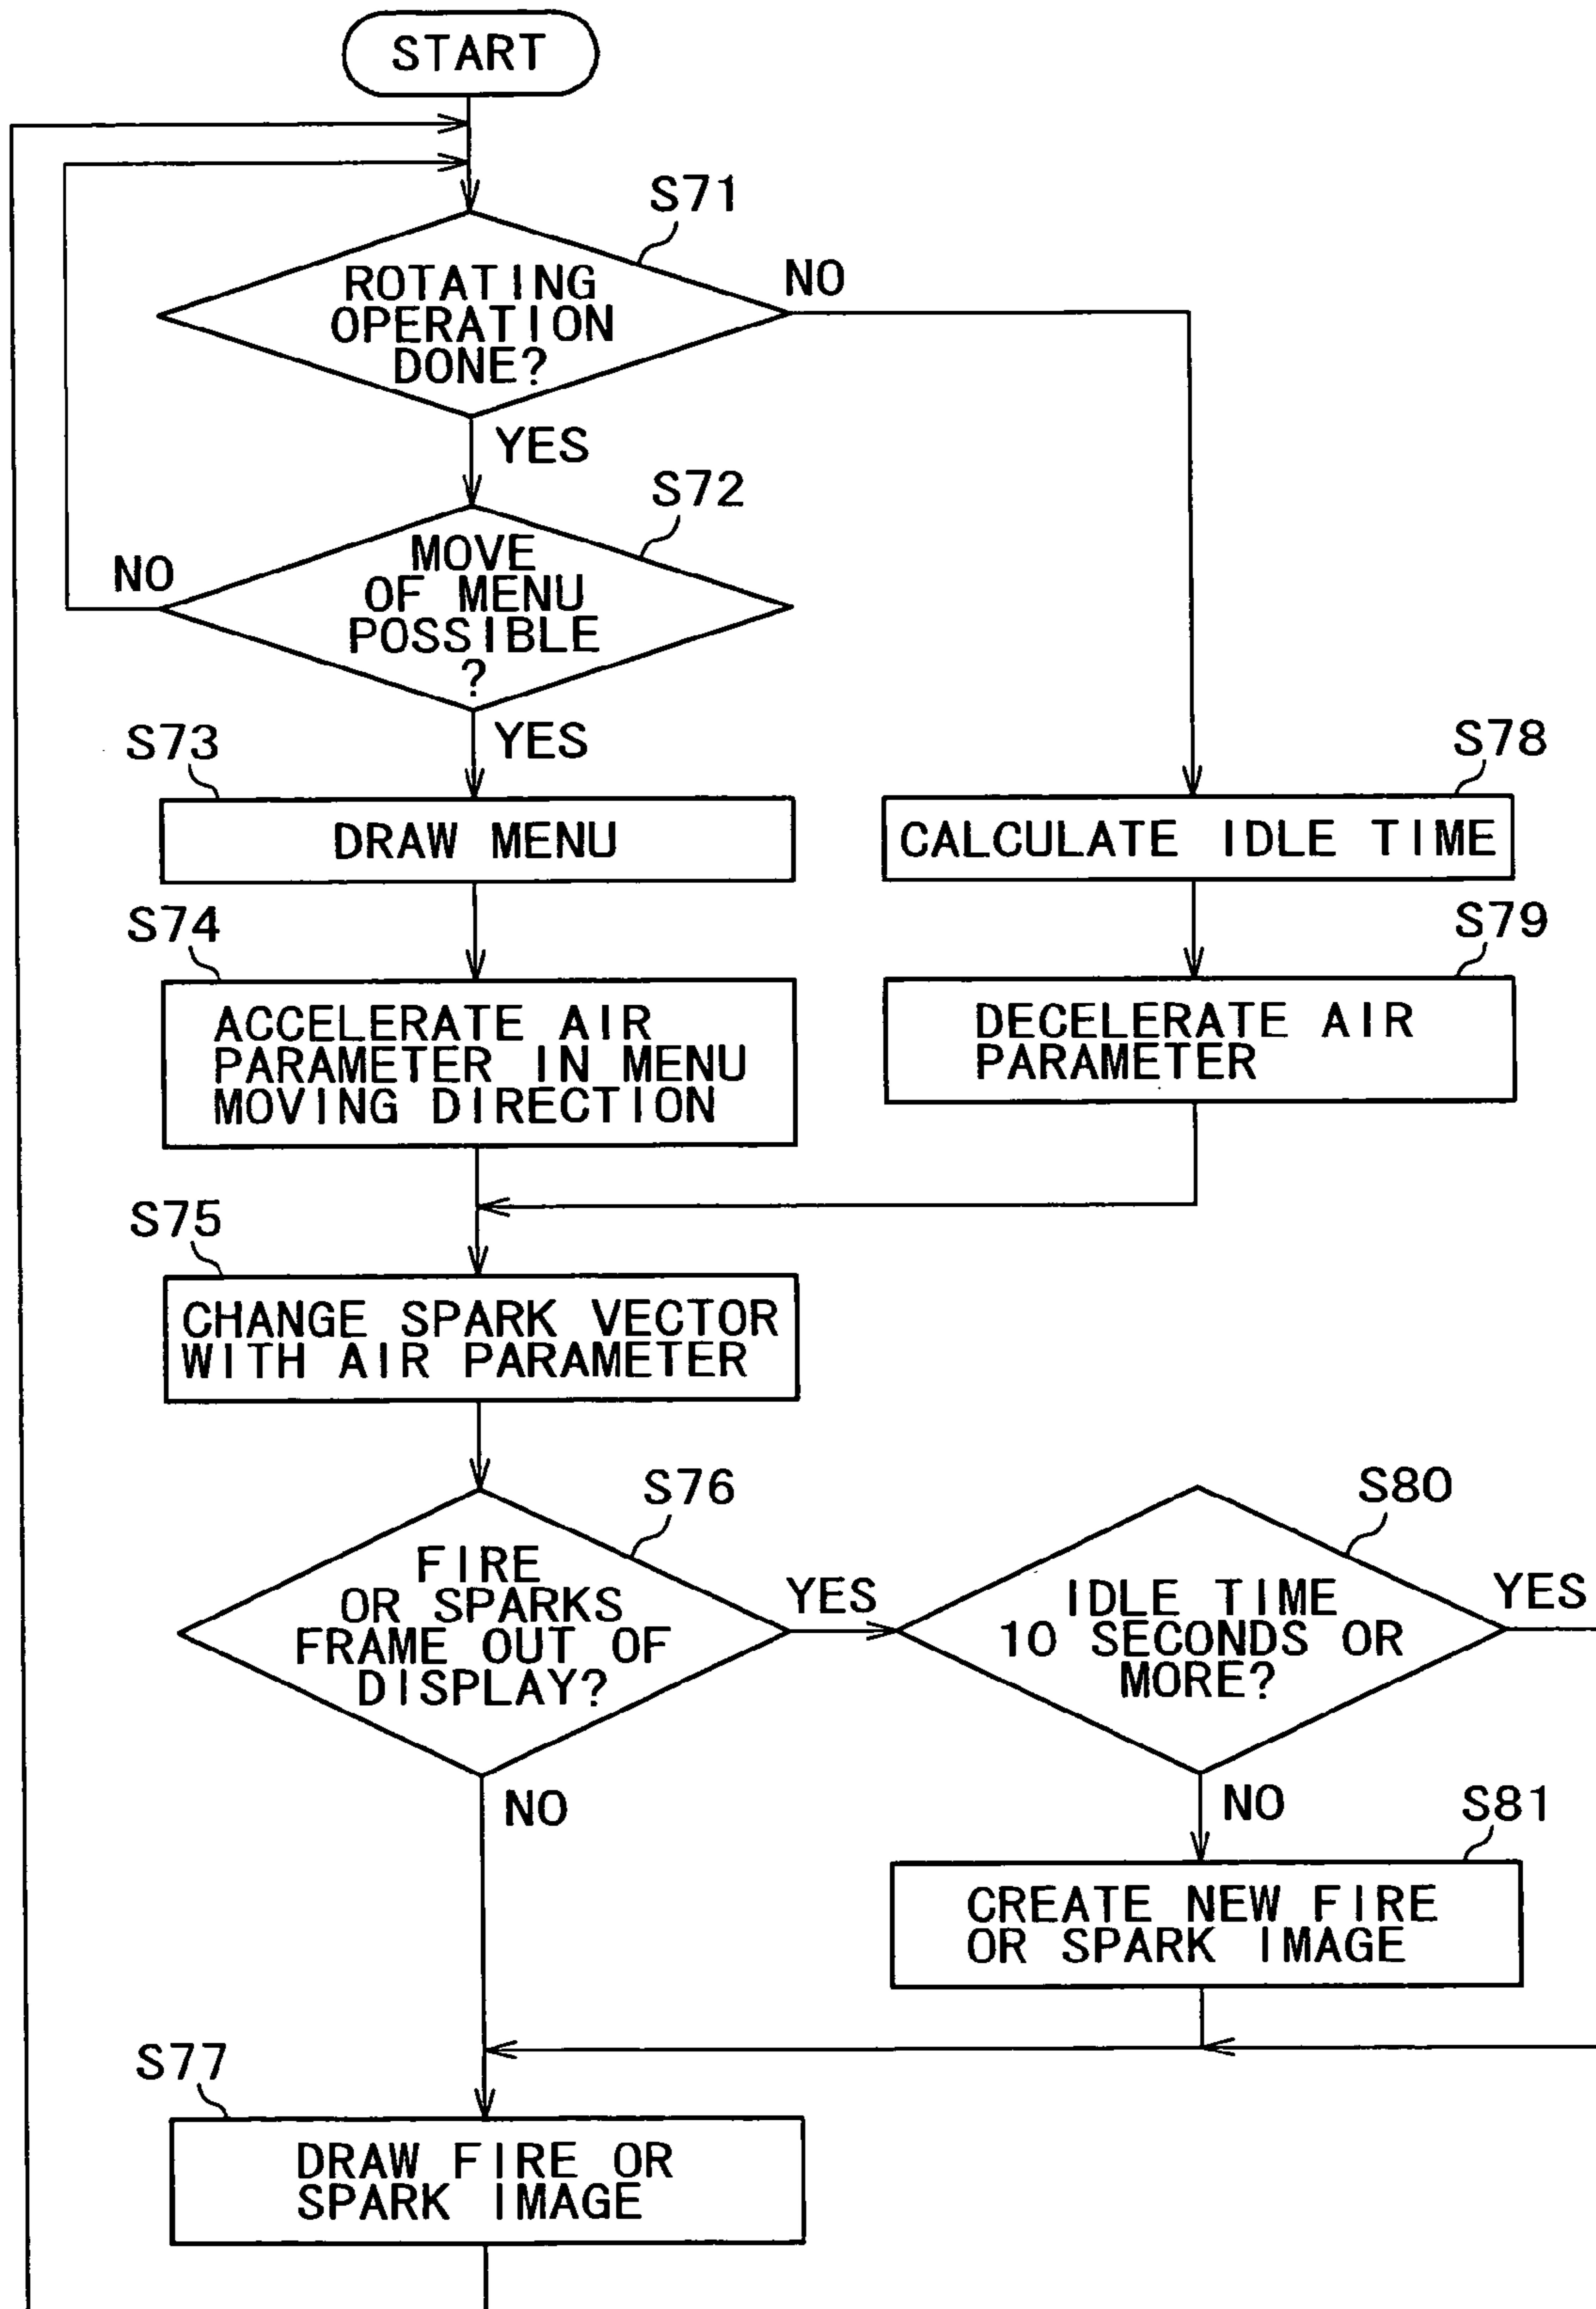 START
S71
ROTATING
OPERATION
DONE?
NO
YES
S72
MOVE
OF MENU
POSSIBLE
?
NO
YES
S73
DRAW MENU
S78
CALCULATE IDLE TIME
S74
ACCELERATE AIR
PARAMETER IN MENU
MOVING DIRECTION
S79
DECELERATE AIR
PARAMETER
S75
CHANGE SPARK VECTOR
WITH AIR PARAMETER
S76
FIRE
OR SPARKS
FRAME OUT OF
DISPLAY?
YES
NO
S80
IDLE TIME
10 SECONDS OR
MORE?
YES
NO
S81
CREATE NEW FIRE
OR SPARK IMAGE
S77
DRAW FIRE OR
SPARK IMAGE